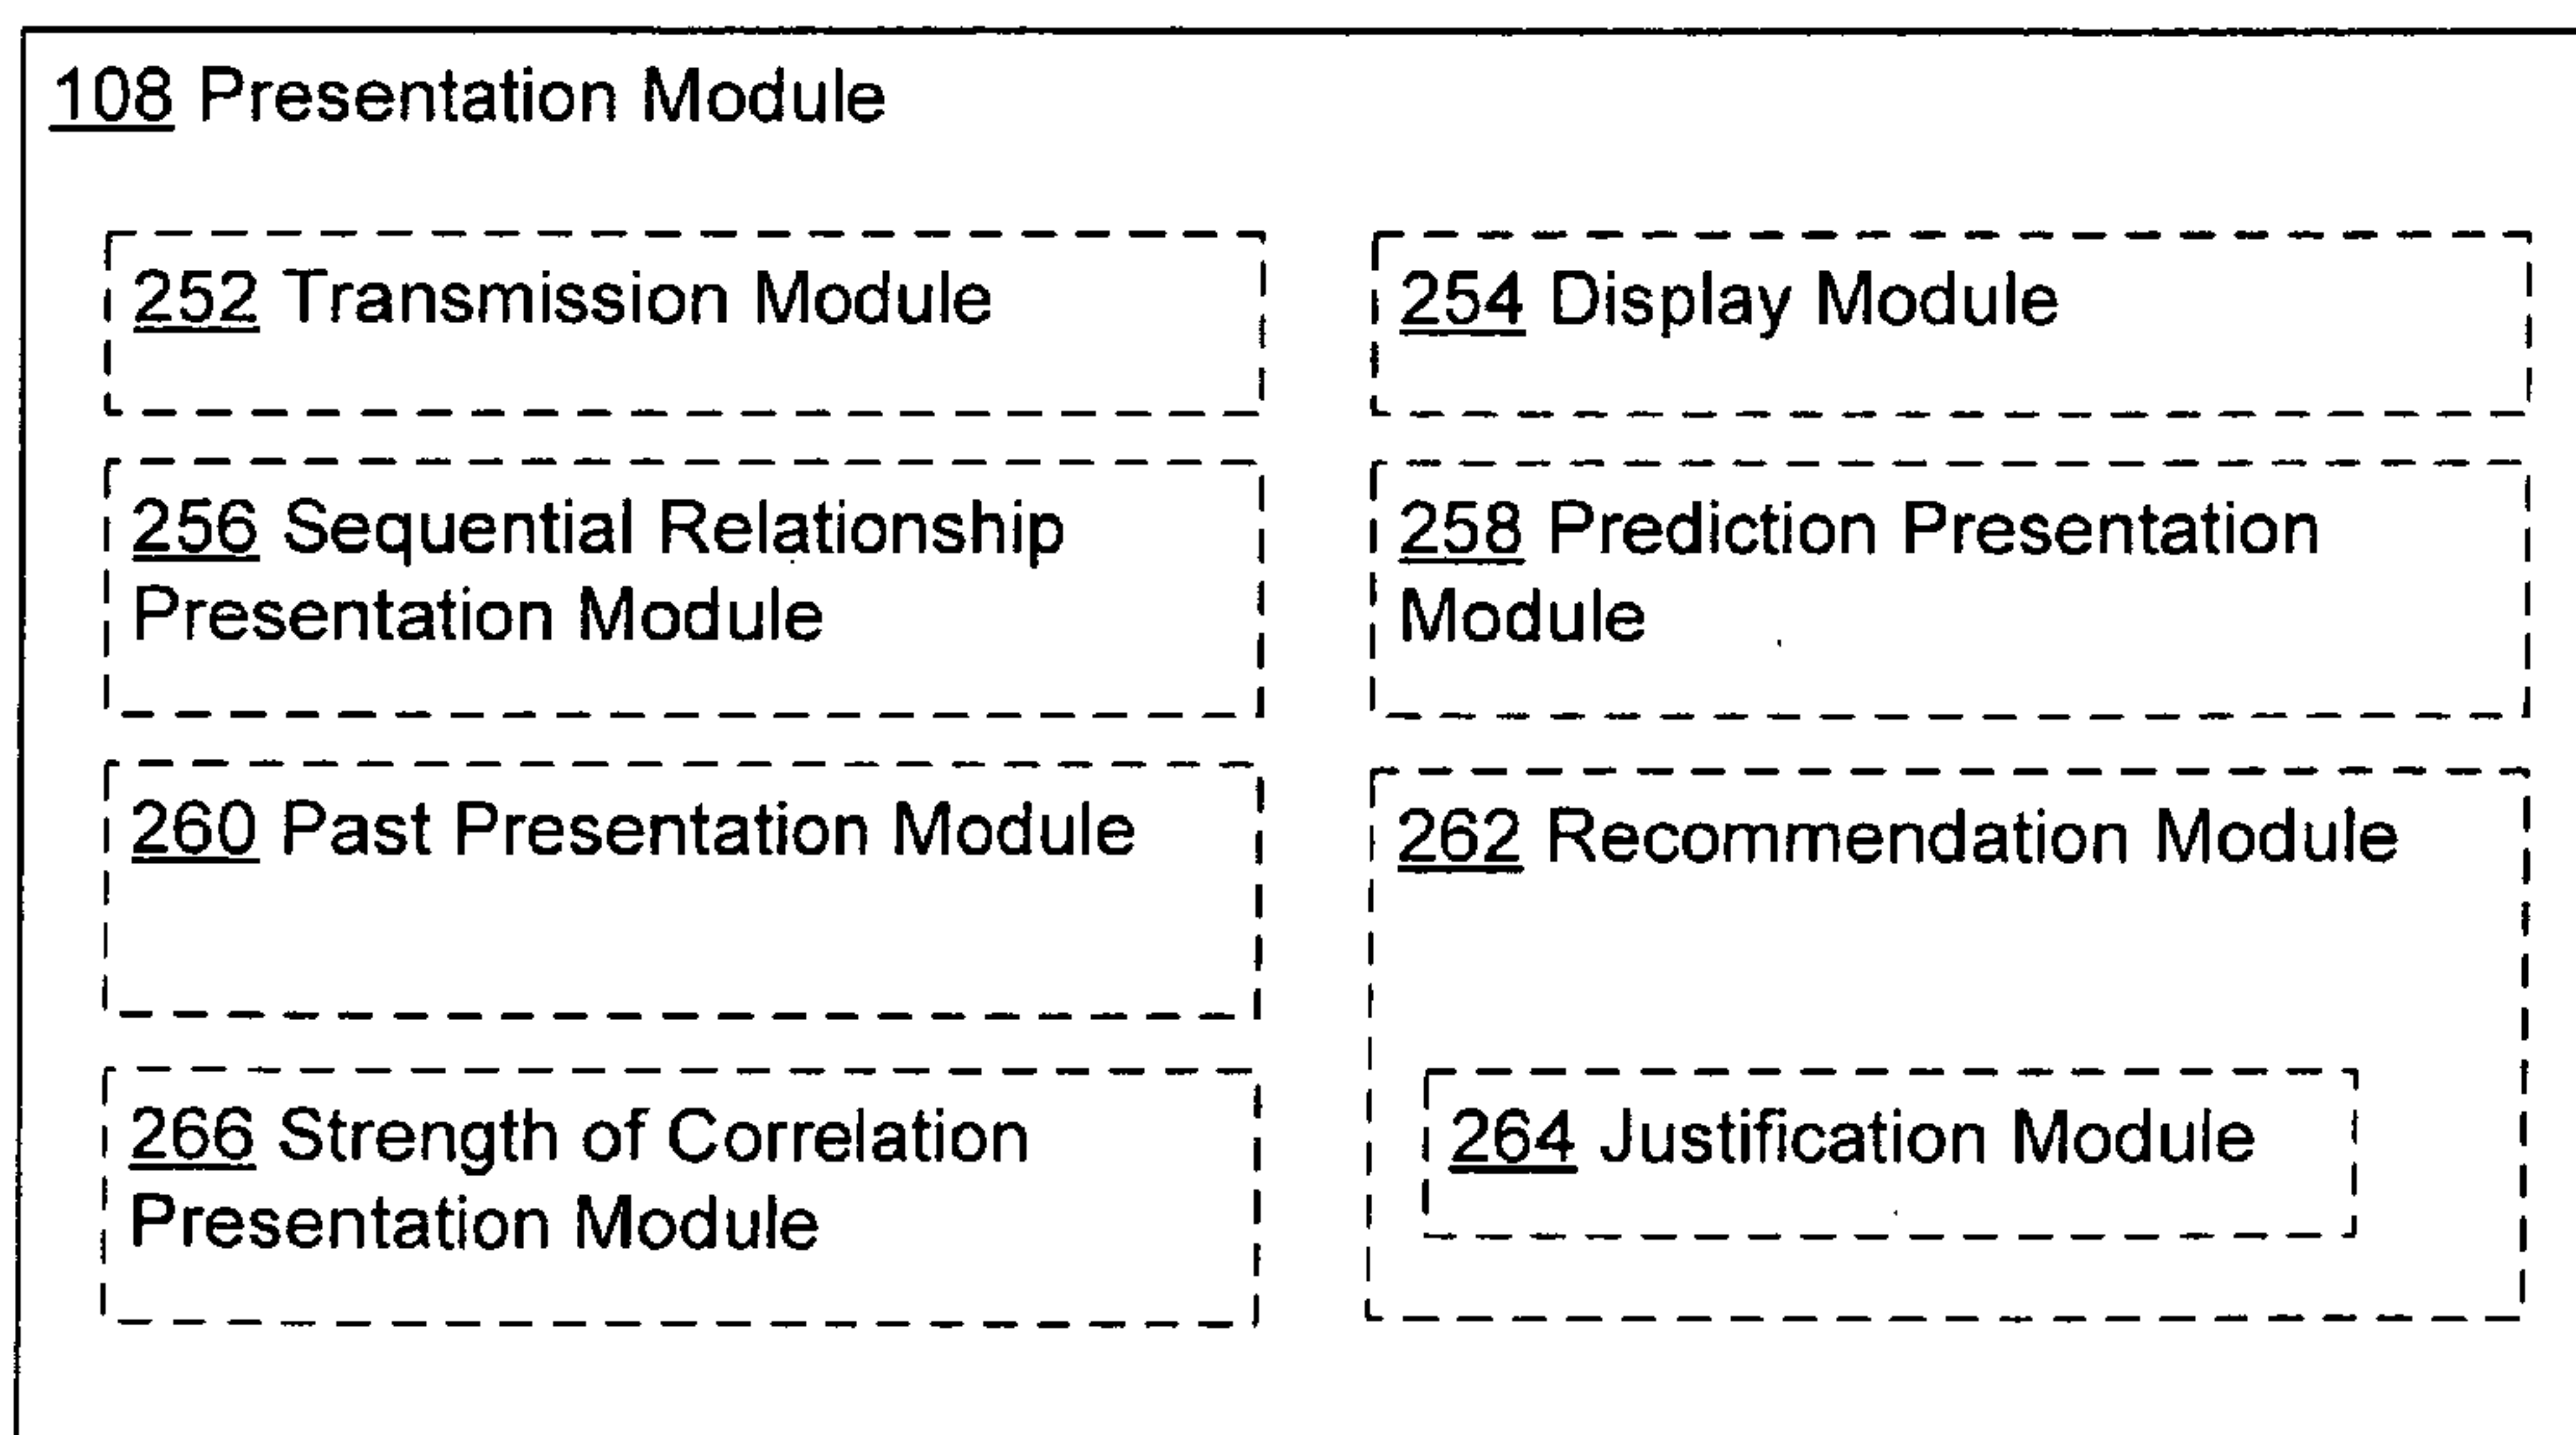 108 Presentation Module
252 Transmission Module
254 Display Module
256 Sequential Relationship
Presentation Module
258 Prediction Presentation
Module
260 Past Presentation Module
262 Recommendation Module
264 Justification Module
266 Strength of Correlation
Presentation Module